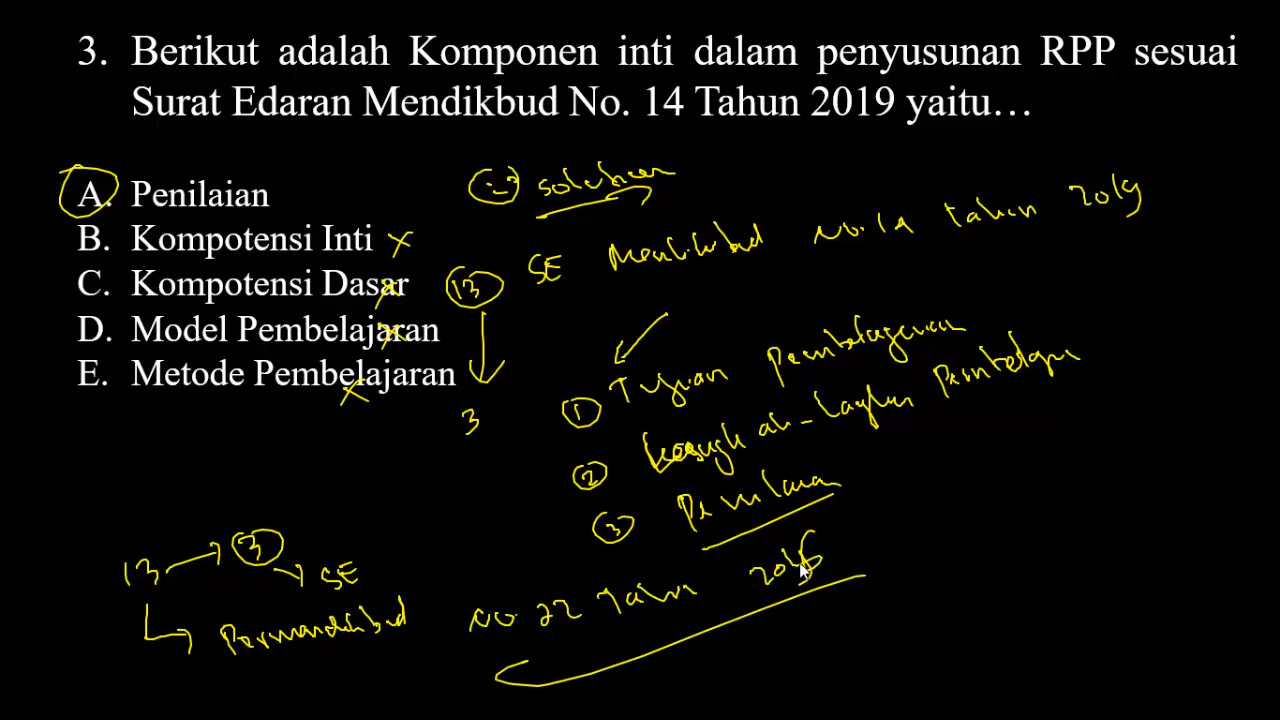 3. Berikut adalah Komponen inti dalam penyusunan RPP sesuai
Surat Edaran Mendikbud No. 14 Tahun 2019 yaitu…
A. Penilaian
B. Kompotensi Inti x
C. Kompotensi Dasar x
D. Model Pembelajaran x
E. Metode Pembelajaran x
SE Mendikbud No. 14 tahun 2019
13
3
1 Tujuan pembelajaran
2 langkah pembelajaran
3 Penilaian
13 → 3 → SE
Permendikbud No. 22 Tahun 2016